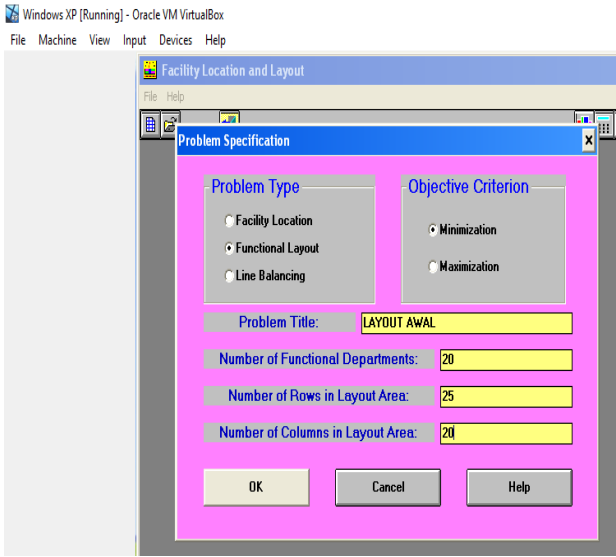 Windows XP [Running] - Oracle VM VirtualBox
File Machine View Input Devices Help
Facility Location and Layout
File Help
Problem Specification
Problem Type
Facility Location
Functional Layout
Line Balancing
Objective Criterion
Minimization
Maximization
Problem Title: LAYOUT AWAL
Number of Functional Departments: 20
Number of Rows in Layout Area: 25
Number of Columns in Layout Area: 20
OK Cancel Help